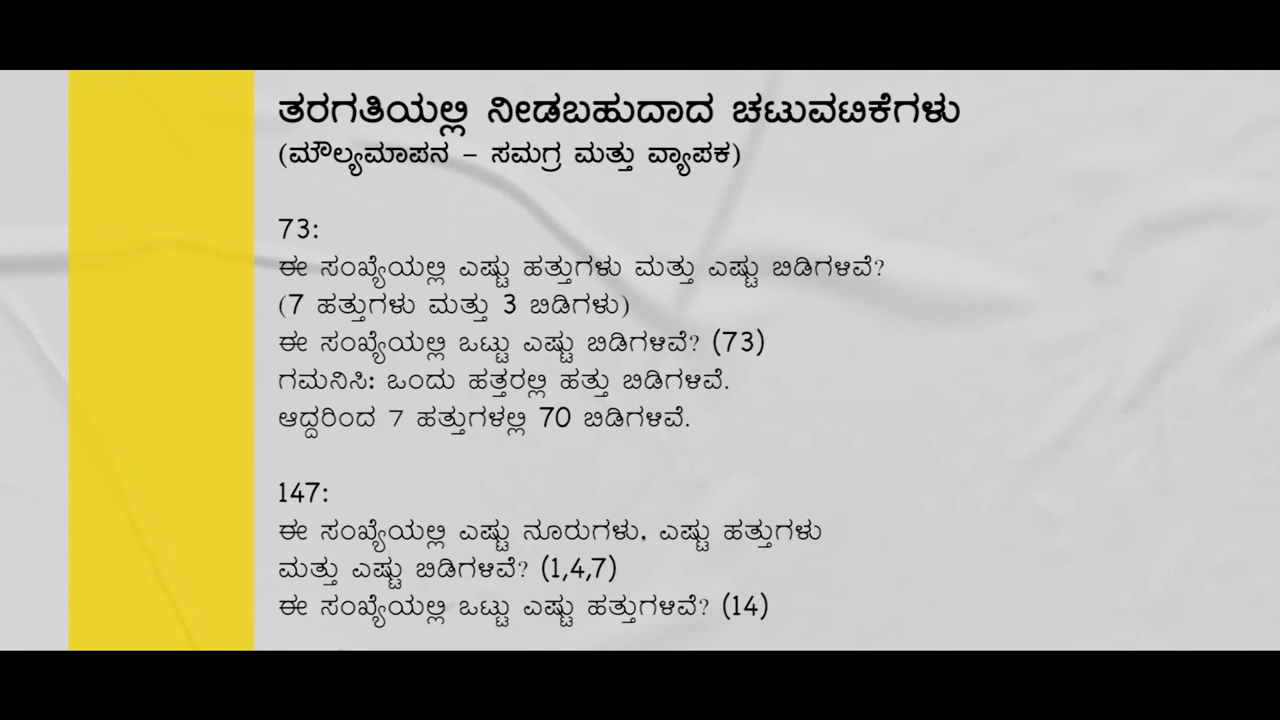 ತರಗತಿಯಲ್ಲಿ ನೀಡಬಹುದಾದ ಚಟುವಟಿಕೆಗಳು
(ಮೌಲ್ಯಮಾಪನ – ಸಮಗ್ರ ಮತ್ತು ವ್ಯಾಪಕ)
73:
ಈ ಸಂಖ್ಯೆಯಲ್ಲಿ ಎಷ್ಟು ಹತ್ತುಗಳು ಮತ್ತು ಎಷ್ಟು ಬಿಡಿಗಳಿವೆ?
(7 ಹತ್ತುಗಳು ಮತ್ತು 3 ಬಿಡಿಗಳು)
ಈ ಸಂಖ್ಯೆಯಲ್ಲಿ ಒಟ್ಟು ಎಷ್ಟು ಬಿಡಿಗಳಿವೆ? (73)
ಗಮನಿಸಿ: ಒಂದು ಹತ್ತರಲ್ಲಿ ಹತ್ತು ಬಿಡಿಗಳಿವೆ.
ಆದ್ದರಿಂದ 7 ಹತ್ತುಗಳಲ್ಲಿ 70 ಬಿಡಿಗಳಿವೆ.
147:
ಈ ಸಂಖ್ಯೆಯಲ್ಲಿ ಎಷ್ಟು ನೂರುಗಳು, ಎಷ್ಟು ಹತ್ತುಗಳು
ಮತ್ತು ಎಷ್ಟು ಬಿಡಿಗಳಿವೆ? (1,4,7)
ಈ ಸಂಖ್ಯೆಯಲ್ಲಿ ಒಟ್ಟು ಎಷ್ಟು ಹತ್ತುಗಳಿವೆ? (14)